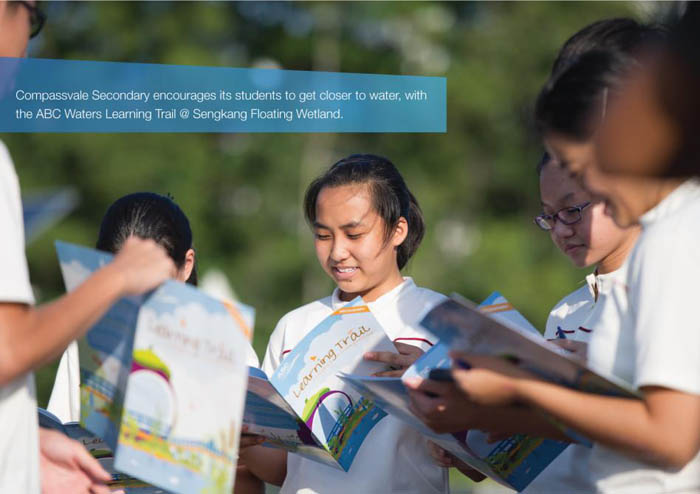 Compassvale Secondary encourages its students to get closer to water, with
the ABC Waters Learning Trail @ Sengkang Floating Wetland.
Learning Trail
Learning Trail
ABC